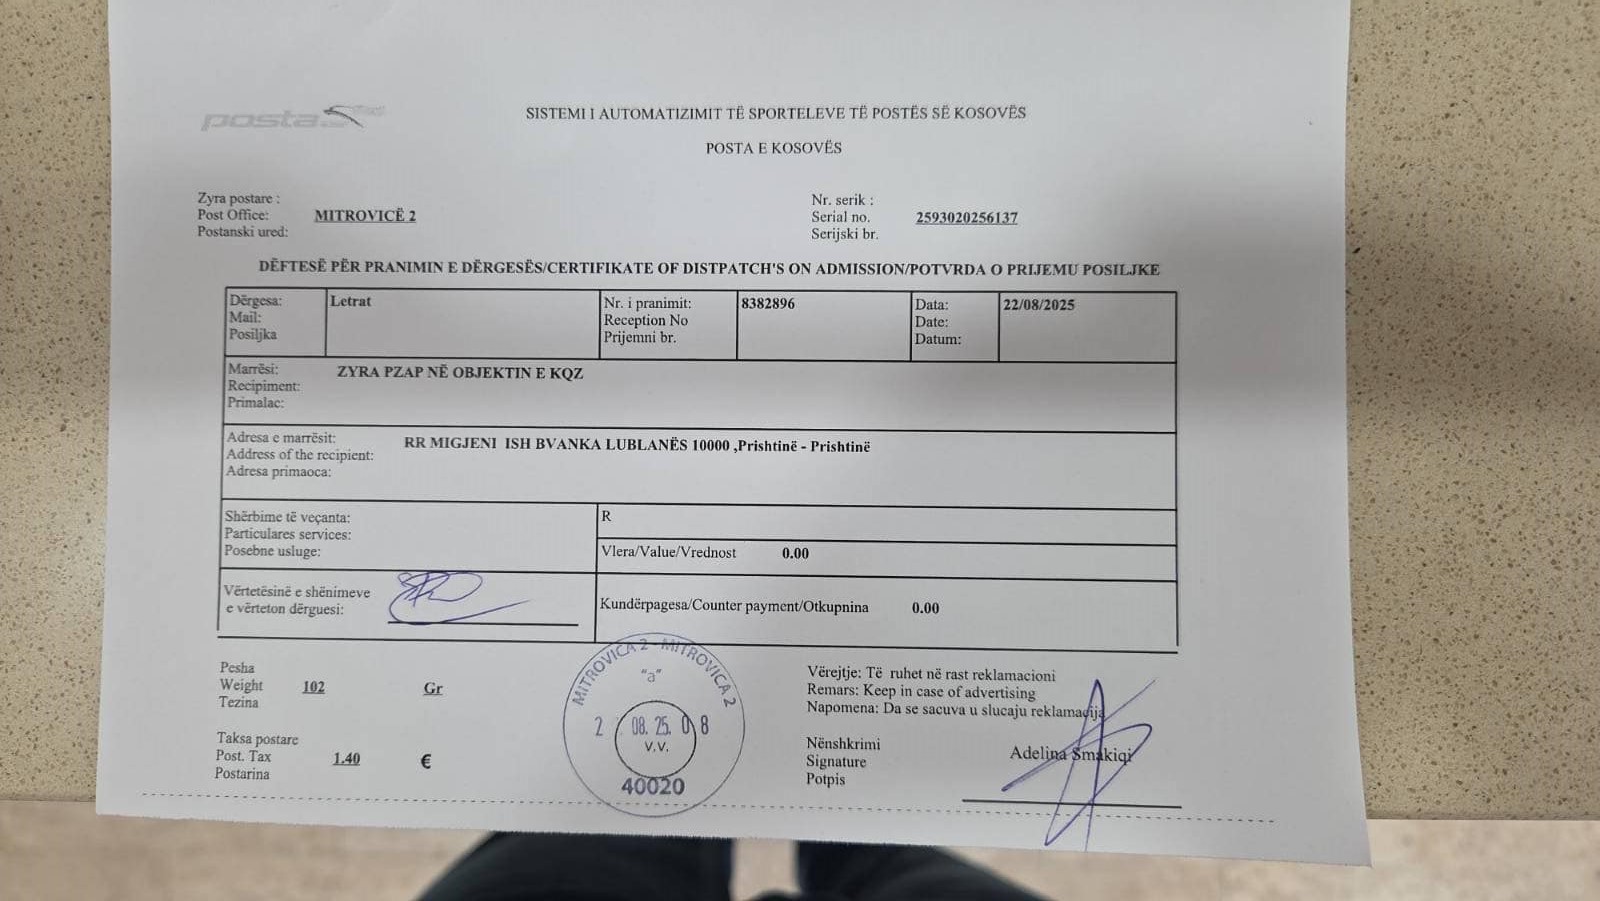 posta
SISTEMI I AUTOMATIZIMIT TË SPORTELEVE TË POSTËS SË KOSOVËS
POSTA E KOSOVËS
Zyra postare :
Post Office: MITROVICË 2
Postanski ured:
Nr. serik :
Serial no. 2593020256137
Serijski br.
DËFTESË PËR PRANIMIN E DËRGESËS/CERTIFIKATE OF DISTPATCH'S ON ADMISSION/POTVRDA O PRIJEMU POSILJKE
Dërgesa: Letrat
Mail:
Posiljka
Nr. i pranimit: 8382896
Reception No
Prijemni br.
Data: 22/08/2025
Date:
Datum:
Marrësi: ZYRA PZAP NË OBJEKTIN E KQZ
Recipiment:
Primalac:
Adresa e marrësit: RR MIGJENI ISH BVANKA LUBLANËS 10000 ,Prishtinë - Prishtinë
Address of the recipient:
Adresa primaoca:
Shërbime të veçanta:
Particulares services:
Posebne usluge:
R
Vlera/Value/Vrednost 0.00
Vërtetësinë e shënimeve
e vërteton dërguesi:
Kundërpagesa/Counter payment/Otkupnina 0.00
Pesha
Weight 102 Gr
Tezina
Taksa postare
Post. Tax 1.40 €
Postarina
MITROVICA 2 - MITROVICA 2
"a"
2 08. 25. 08
V.V.
40020
Vërejtje: Të ruhet në rast reklamacioni
Remars: Keep in case of advertising
Napomena: Da se sacuva u slucaju reklamacija
Nënshkrimi
Signature Adelina Smakiqi
Potpis